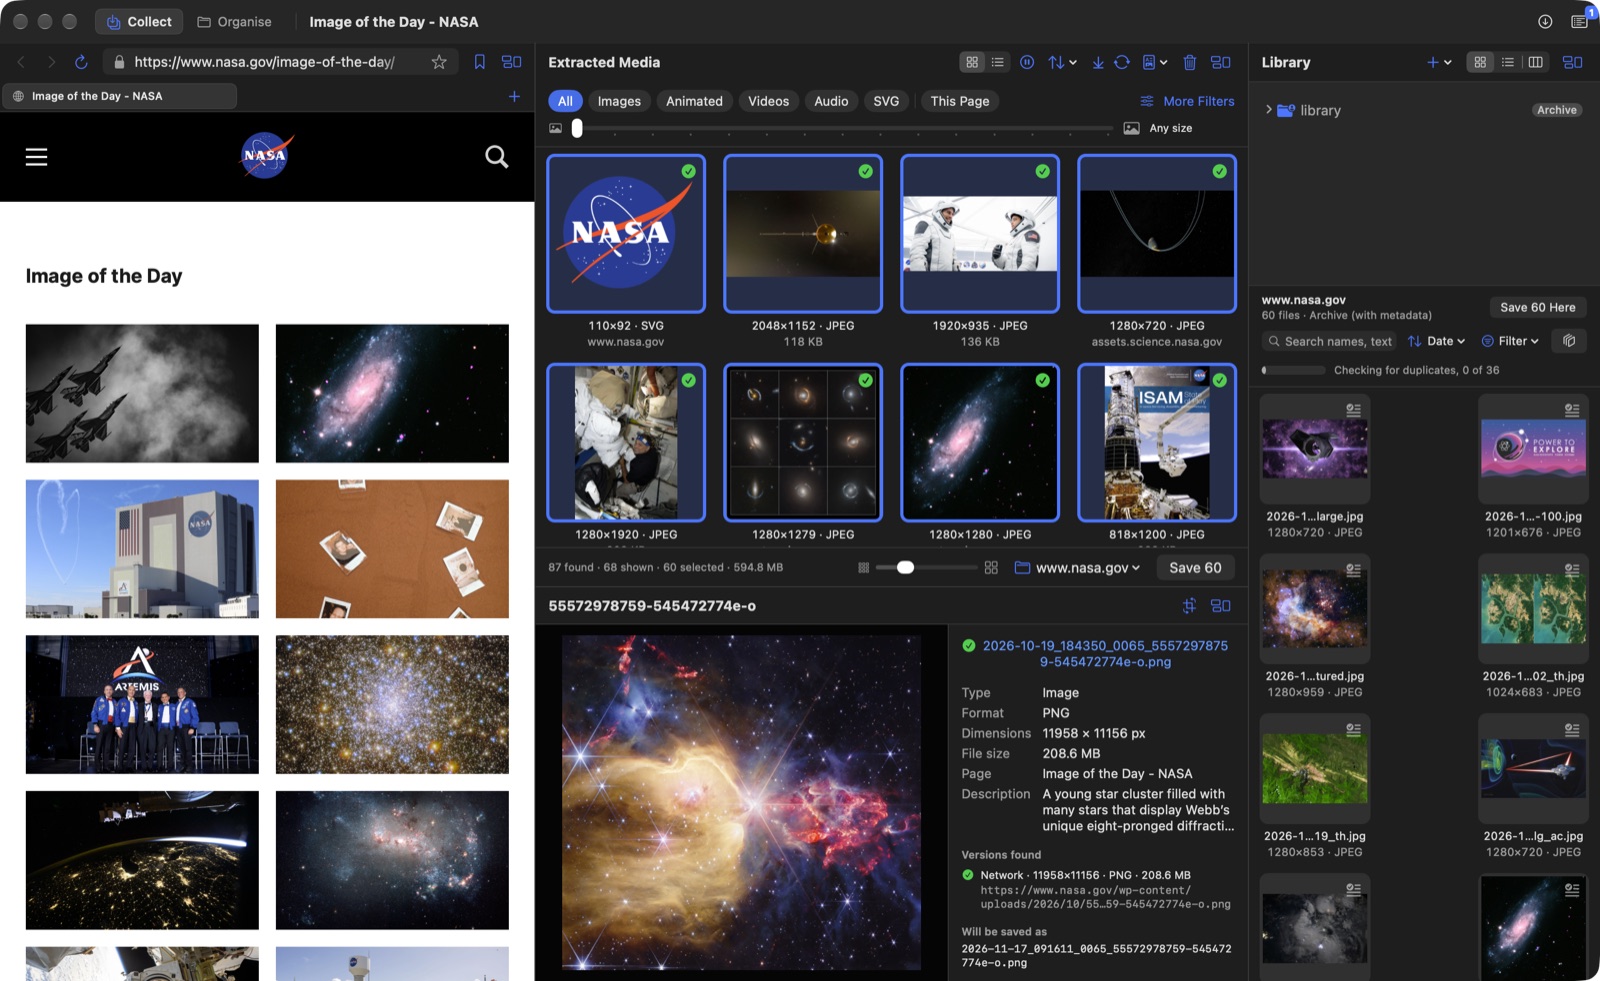 Collect
Organise
Image of the Day - NASA
1
https://www.nasa.gov/image-of-the-day/
Image of the Day - NASA
NASA
Image of the Day
NASA
ARTEMIS
Extracted Media
All
Images
Animated
Videos
Audio
SVG
This Page
More Filters
Any size
NASA
110×92 · SVG
www.nasa.gov
2048×1152 · JPEG
118 KB
1920×935 · JPEG
136 KB
1280×720 · JPEG
assets.science.nasa.gov
ISAM
1280×1920 · JPEG
1280×1279 · JPEG
1280×1280 · JPEG
818×1200 · JPEG
87 found · 68 shown · 60 selected · 594.8 MB
www.nasa.gov
Save 60
55572978759-545472774e-o
2026-10-19_184350_0065_5557297875
9-545472774e-o.png
Type Image
Format PNG
Dimensions 11958 × 11156 px
File size 208.6 MB
Page Image of the Day - NASA
Description A young star cluster filled with
many stars that display Webb’s
unique eight-pronged diffracti...
Versions found
Network · 11958×11156 · PNG · 208.6 MB
https://www.nasa.gov/wp-content/
uploads/2026/10/55…59-545472774e-o.png
Will be saved as
2026-11-17_091611_0065_55572978759-545472
774e-o.png
Library
library
Archive
www.nasa.gov
60 files · Archive (with metadata)
Save 60 Here
Search names, text
Date
Filter
Checking for duplicates, 0 of 36
POWER TO
EXPLORE
2026-1...large.jpg
1280×720 · JPEG
2026-1...-100.jpg
1201×676 · JPEG
2026-1...tured.jpg
1280×959 · JPEG
2026-1...02_th.jpg
1024×683 · JPEG
2026-1...19_th.jpg
1280×853 · JPEG
2026-1...lg_ac.jpg
1280×720 · JPEG